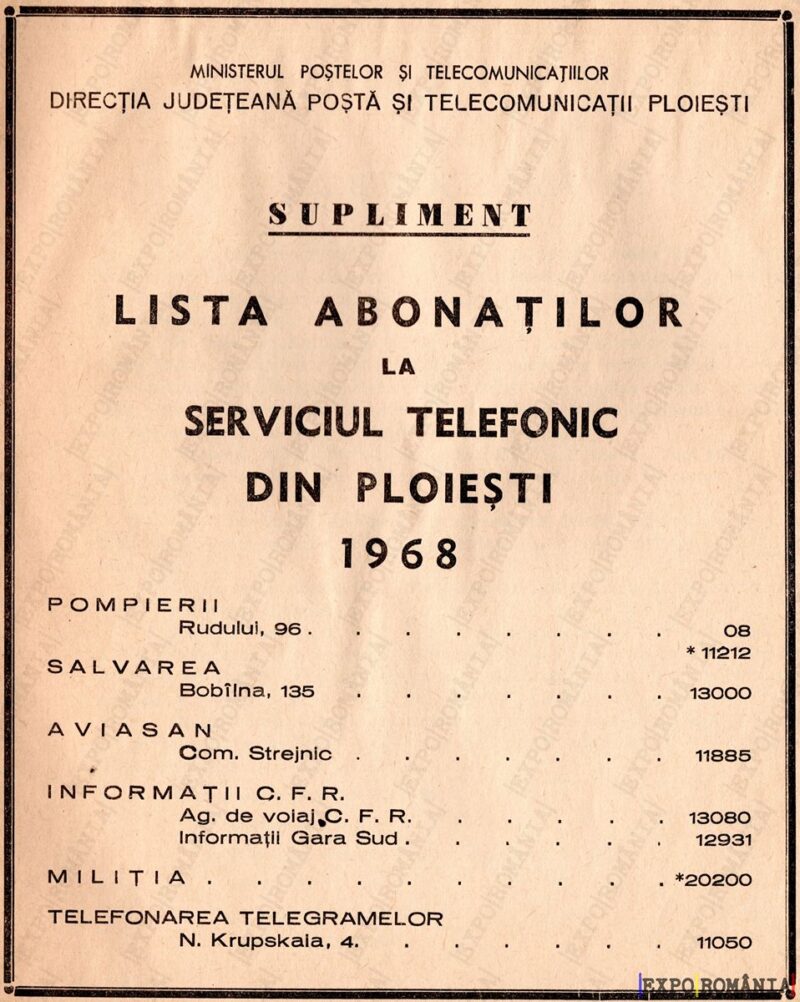 MINISTERUL POȘTELOR ȘI TELECOMUNICAȚIILOR
DIRECȚIA JUDEȚEANĂ POȘTĂ ȘI TELECOMUNICAȚII PLOIEȘTI
SUPLIMENT
LISTA ABONAȚILOR
LA
SERVICIUL TELEFONIC
DIN PLOIEȘTI
1968
POMPIERII
Rudului, 96 . . . . . . . 08
* 11212
SALVAREA
Bobîlna, 135 . . . . . . 13000
AVIASAN
Com. Strejnic . . . . . . 11885
INFORMAȚII C. F. R.
Ag. de voiaj C. F. R. . . . . . 13080
Informații Gara Sud . . . . . . 12931
MILIȚIA . . . . . . . . . . *20200
TELEFONAREA TELEGRAMELOR
N. Krupskaia, 4. . . . . . . 11050
EXPO ROMÂNIA